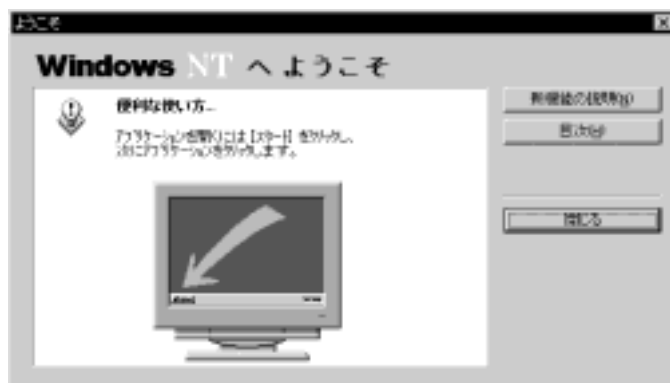 ようこそ
Windows NT へ ようこそ
便利な使い方...
アプリケーションを開くには [スタート] をクリックし、
次にアプリケーションをクリックします。
新機能の説明(N)
目次(H)
閉じる